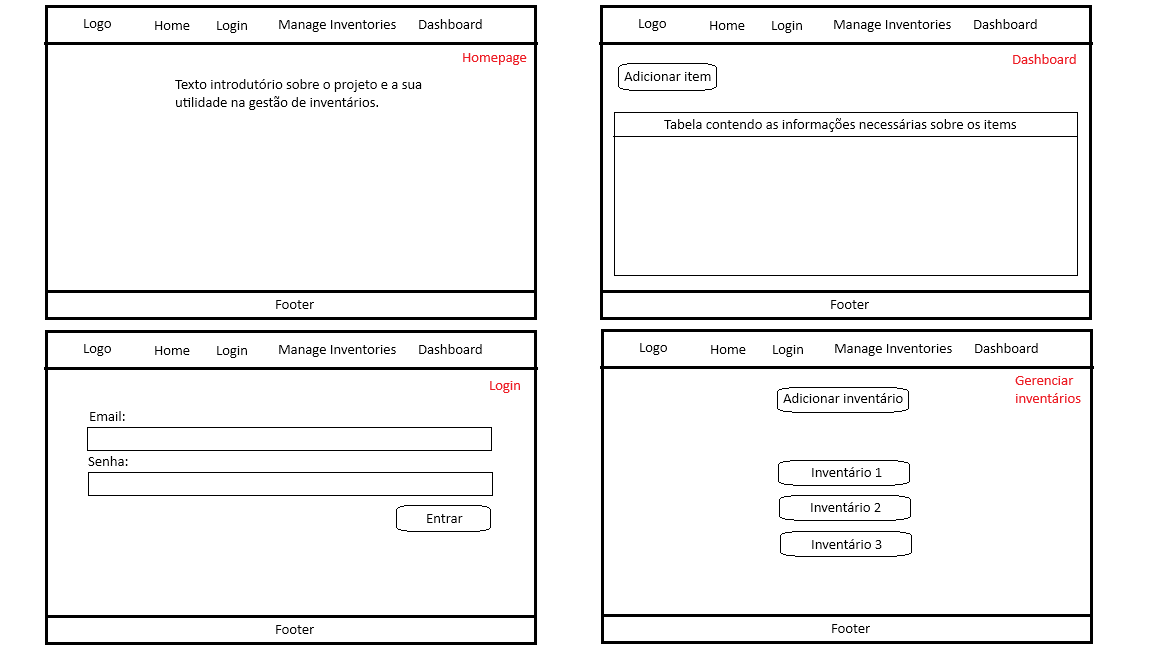 Logo Home Login Manage Inventories Dashboard
Homepage
Texto introdutório sobre o projeto e a sua
utilidade na gestão de inventários.
Footer
Logo Home Login Manage Inventories Dashboard
Dashboard
Adicionar item
Tabela contendo as informações necessárias sobre os items
Footer
Logo Home Login Manage Inventories Dashboard
Login
Email:
Senha:
Entrar
Footer
Logo Home Login Manage Inventories Dashboard
Gerenciar
inventários
Adicionar inventário
Inventário 1
Inventário 2
Inventário 3
Footer